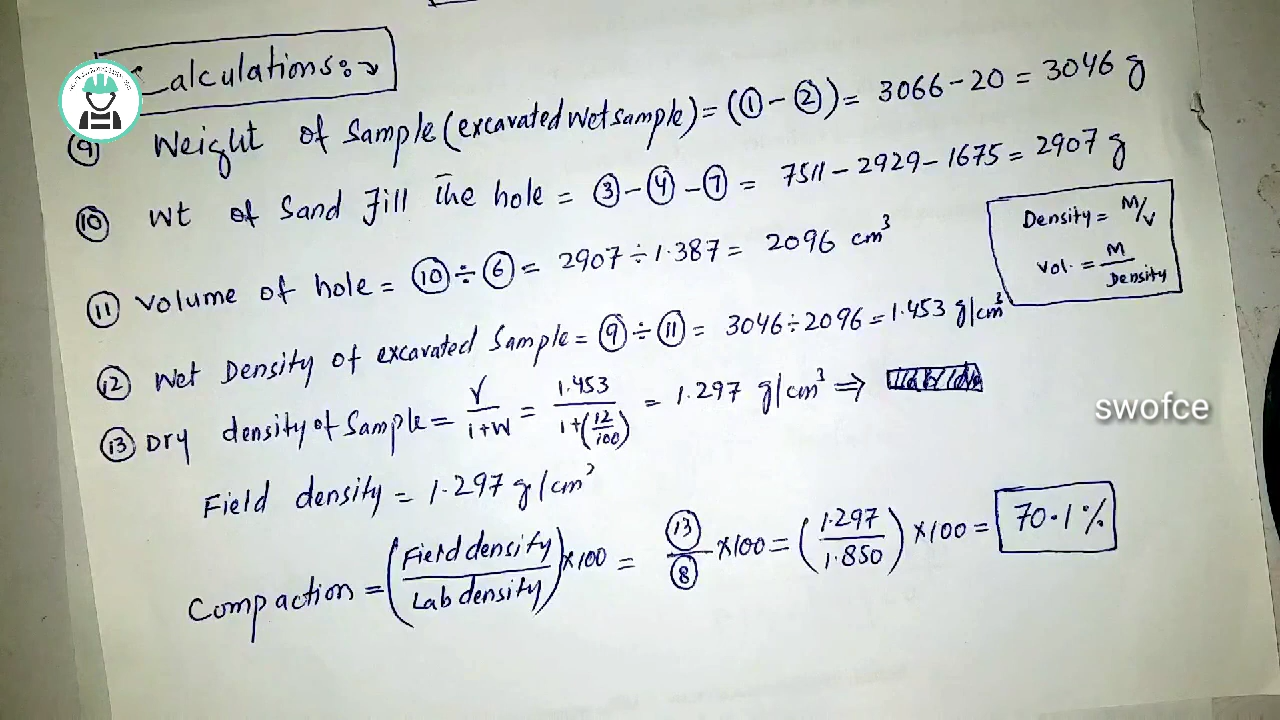 Calculations:→
⑨ Weight of Sample (excavated wet sample) = (① - ②) = 3066 - 20 = 3046 g
⑩ Wt of Sand Fill The hole = ③ - ④ - ⑦ = 7511 - 2929 - 1675 = 2907 g
Density = M/V
Vol. = M/Density
⑪ Volume of hole = ⑩ ÷ ⑥ = 2907 ÷ 1.387 = 2096 cm³
⑫ Wet Density of excavated Sample = ⑨ ÷ ⑪ = 3046 ÷ 2096 = 1.453 g/cm³
⑬ Dry density of Sample = γ/1+W = 1.453/1+(12/100) = 1.297 g/cm³ ⇒
swofce
Field density = 1.297 g/cm³
Compaction = (Field density/Lab density) × 100 = ⑬/⑧ × 100 = (1.297/1.850) × 100 = 70.1 %